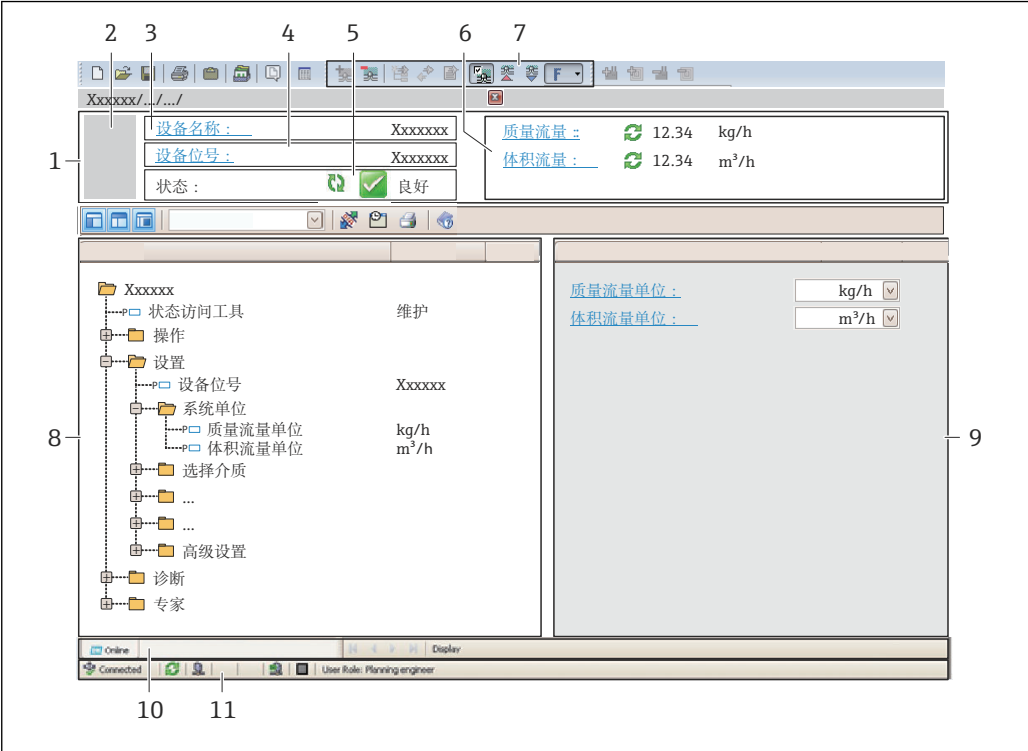 2 3 4 5 6 7
F
Xxxxxx/.../.../
1
设备名称： Xxxxxxx
设备位号： Xxxxxxx
状态： 良好
质量流量：: 12.34 kg/h
体积流量： 12.34 m³/h
Xxxxxx
P 状态访问工具 维护
操作
设置
P 设备位号 Xxxxxx
系统单位
P 质量流量单位 kg/h
P 体积流量单位 m³/h
选择介质
...
...
高级设置
诊断
专家
8
质量流量单位： kg/h
体积流量单位： m³/h
9
Online Display
Connected User Role: Planning engineer
10 11